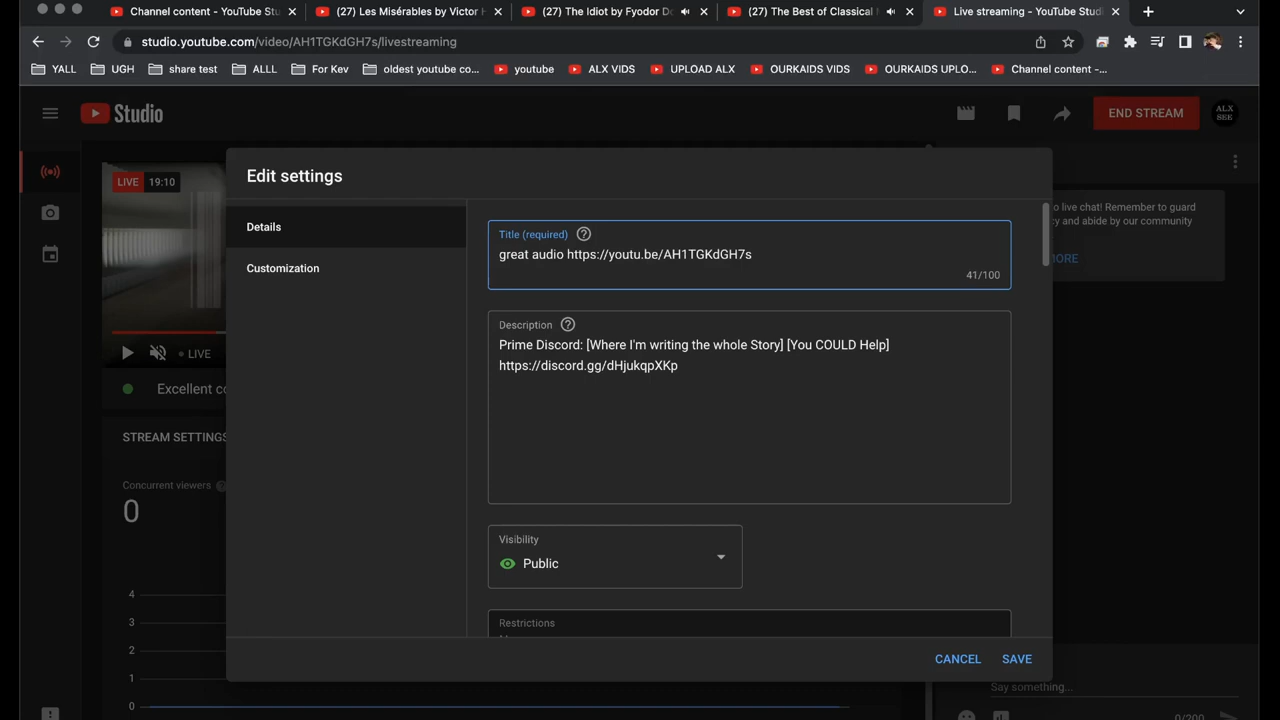 Channel content - YouTube Stu
(27) Les Misérables by Victor H
(27) The Idiot by Fyodor Do
(27) The Best of Classical
Live streaming - YouTube Studi
studio.youtube.com/video/AH1TGKdGH7s/livestreaming
YALL
UGH
share test
ALLL
For Kev
oldest youtube co...
youtube
ALX VIDS
UPLOAD ALX
OURKAIDS VIDS
OURKAIDS UPLO...
Channel content -...
Studio
END STREAM
ALX
SEE
LIVE 19:10
LIVE
Excellent co
STREAM SETTINGS
Concurrent viewers
0
4
3
2
1
0
Edit settings
Details
Customization
Title (required)
great audio https://youtu.be/AH1TGKdGH7s
41/100
Description
Prime Discord: [Where I'm writing the whole Story] [You COULD Help]
https://discord.gg/dHjukqpXKp
Visibility
Public
Restrictions
CANCEL
SAVE
o live chat! Remember to guard
cy and abide by our community
MORE
Say something...
0/200